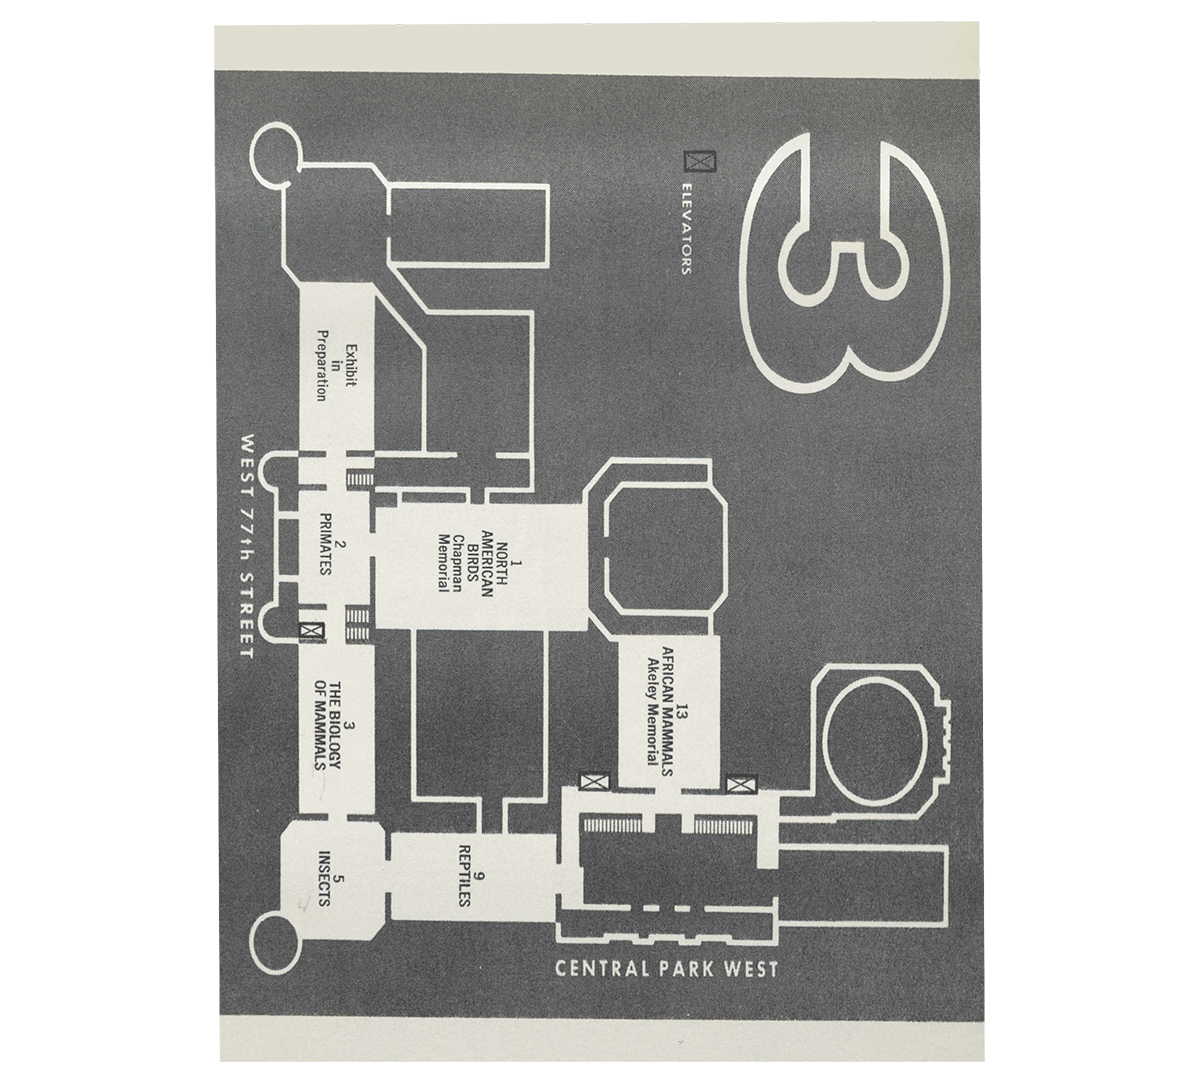 3
ELEVATORS
Exhibit
in
Preparation
2
PRIMATES
1
NORTH
AMERICAN
BIRDS
Chapman
Memorial
13
AFRICAN MAMMALS
Akeley Memorial
3
THE BIOLOGY
OF MAMMALS
5
INSECTS
9
REPTILES
WEST 77th STREET
CENTRAL PARK WEST